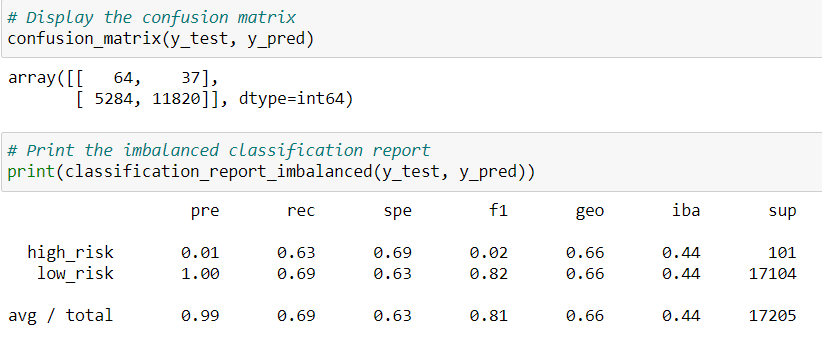 # Display the confusion matrix
confusion_matrix(y_test, y_pred)
array([[   64,    37],
       [ 5284, 11820]], dtype=int64)
# Print the imbalanced classification report
print(classification_report_imbalanced(y_test, y_pred))
                   pre       rec       spe        f1       geo       iba       sup
  high_risk       0.01      0.63      0.69      0.02      0.66      0.44       101
   low_risk       1.00      0.69      0.63      0.82      0.66      0.44     17104
avg / total       0.99      0.69      0.63      0.81      0.66      0.44     17205